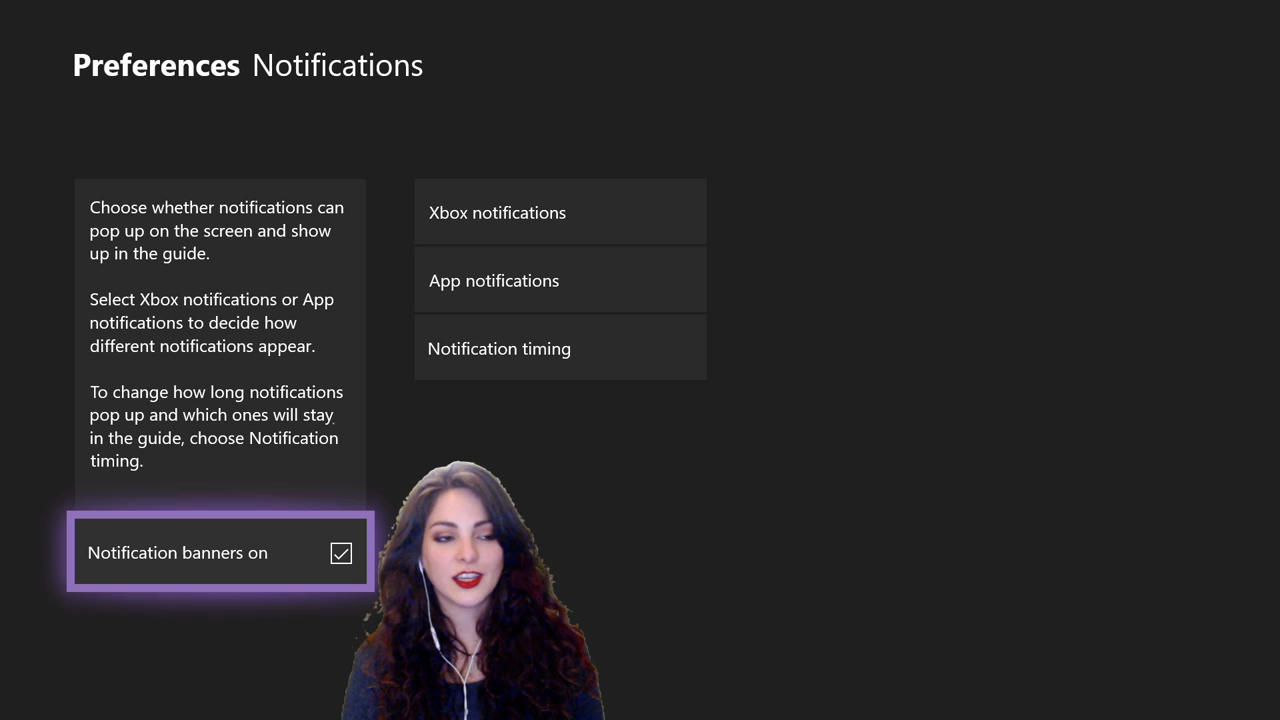 Preferences Notifications
Choose whether notifications can
pop up on the screen and show
up in the guide.
Select Xbox notifications or App
notifications to decide how
different notifications appear.
To change how long notifications
pop up and which ones will stay
in the guide, choose Notification
timing.
Notification banners on
Xbox notifications
App notifications
Notification timing